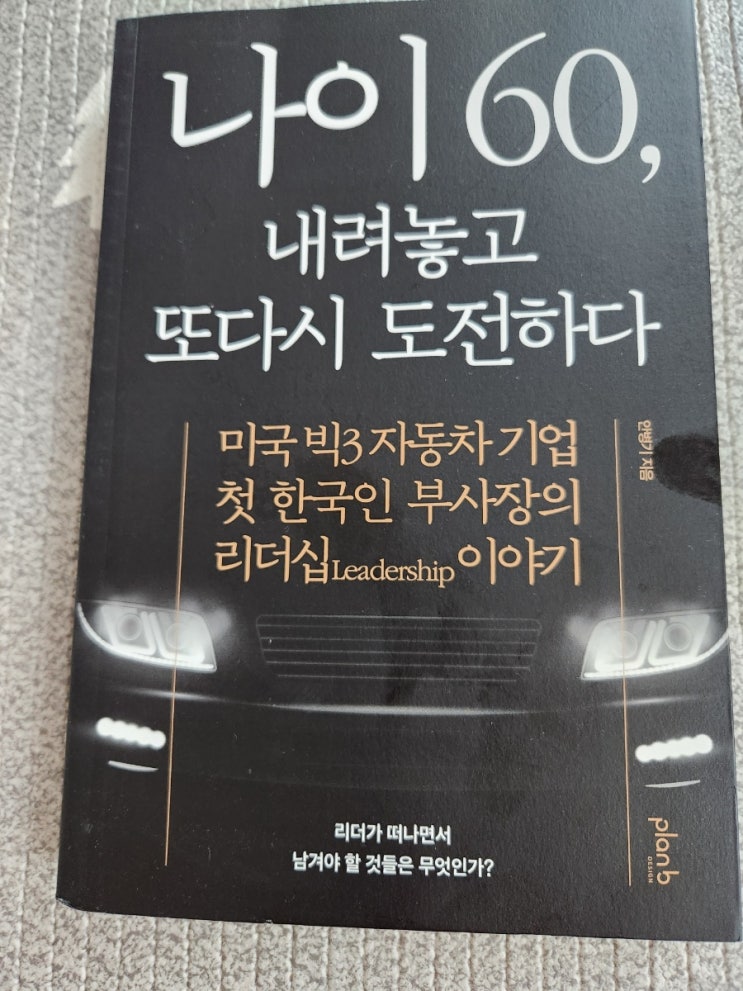 나이 60,
내려놓고
또다시 도전하다
미국 빅3 자동차 기업
첫 한국인 부사장의
리더십Leadership 이야기
안병기 지음
리더가 떠나면서
남겨야 할 것들은 무엇인가?
plan b
DESIGN